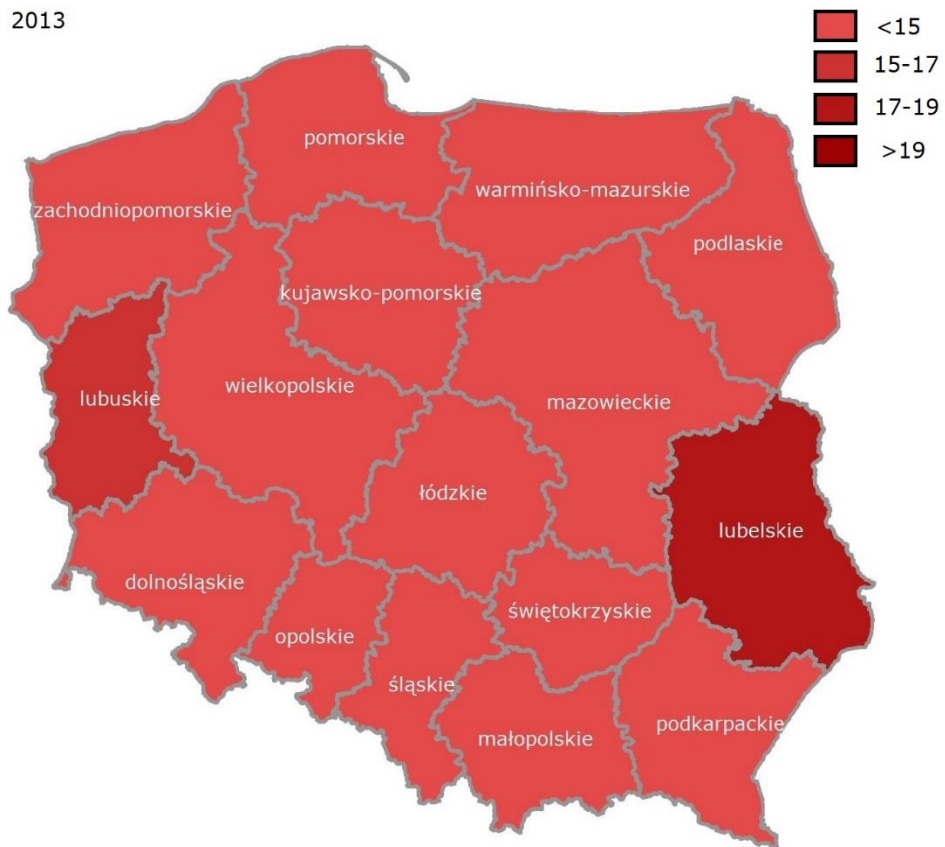 2013
<15
15-17
17-19
>19
pomorskie
warmińsko-mazurskie
zachodniopomorskie
podlaskie
kujawsko-pomorskie
wielkopolskie
lubuskie
mazowieckie
łódzkie
lubelskie
dolnośląskie
świętokrzyskie
opolskie
śląskie
podkarpackie
małopolskie